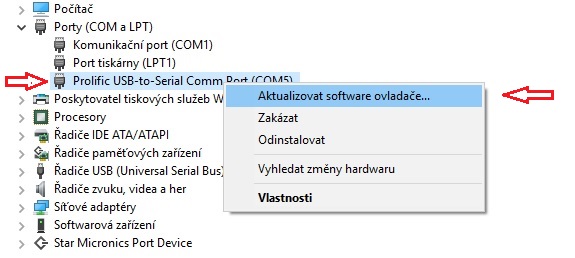 Počítač
Porty (COM a LPT)
Komunikační port (COM1)
Port tiskárny (LPT1)
Prolific USB-to-Serial Comm Port (COM5)
Aktualizovat software ovladače...
Poskytovatel tiskových služeb W
Zakázat
Procesory
Odinstalovat
Řadiče IDE ATA/ATAPI
Řadiče paměťových zařízení
Vyhledat změny hardwaru
Řadiče USB (Universal Serial Bus)
Řadiče zvuku, videa a her
Vlastnosti
Síťové adaptéry
Softwarová zařízení
Star Micronics Port Device